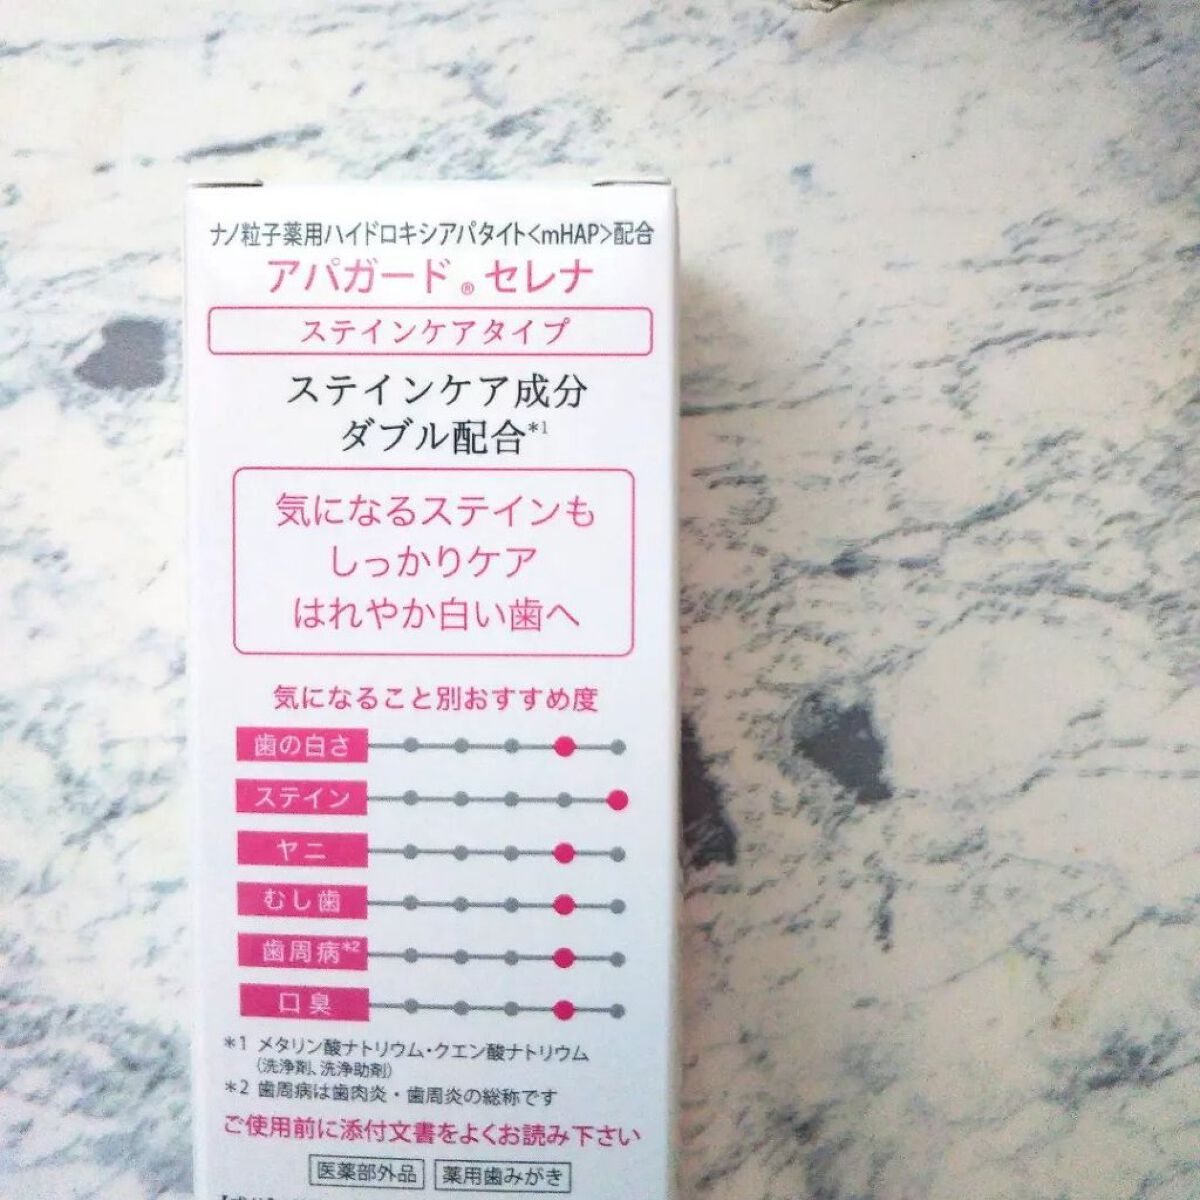 ナノ粒子薬用ハイドロキシアパタイト<mHAP>配合
アパガード®セレナ
ステインケアタイプ
ステインケア成分
ダブル配合*1
気になるステインも
しっかりケア
はれやか白い歯へ
気になること別おすすめ度
歯の白さ
ステイン
ヤニ
むし歯
歯周病*2
口臭
*1 メタリン酸ナトリウム・クエン酸ナトリウム
(洗浄剤、洗浄助剤)
*2 歯周病は歯肉炎・歯周炎の総称です
ご使用前に添付文書をよくお読み下さい
医薬部外品 薬用歯みがき